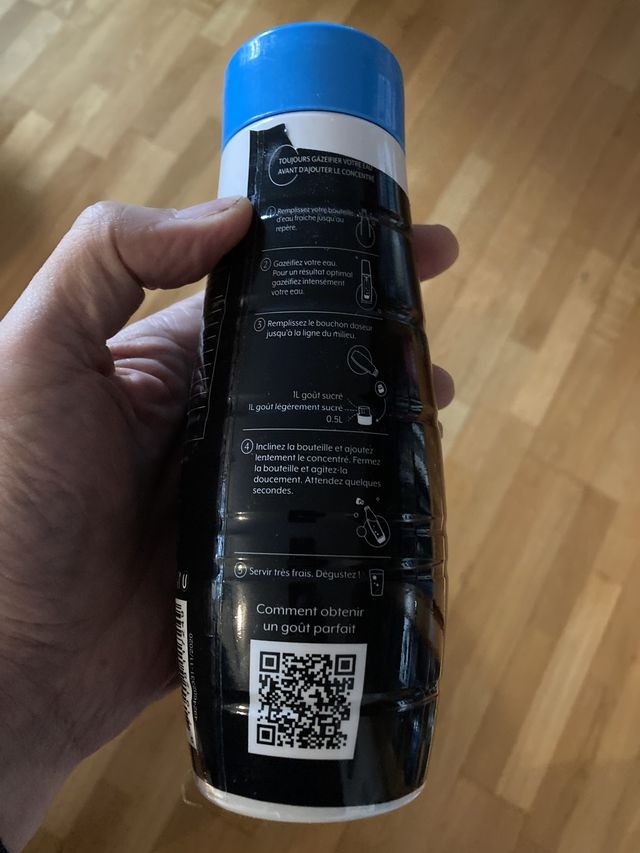 TOUJOURS GAZÉIFIER VOTRE EAU
AVANT D'AJOUTER LE CONCENTRÉ
1 Remplissez votre bouteille
d'eau fraîche jusqu'au
repère.
2 Gazéifiez votre eau.
Pour un résultat optimal
gazéifiez intensément
votre eau.
3 Remplissez le bouchon doseur
jusqu'à la ligne du milieu.
1L goût sucré
1L goût légèrement sucré
0.5L
4 Inclinez la bouteille et ajoutez
lentement le concentré. Fermez
la bouteille et agitez-la
doucement. Attendez quelques
secondes.
5 Servir très frais. Dégustez !
Comment obtenir
un goût parfait